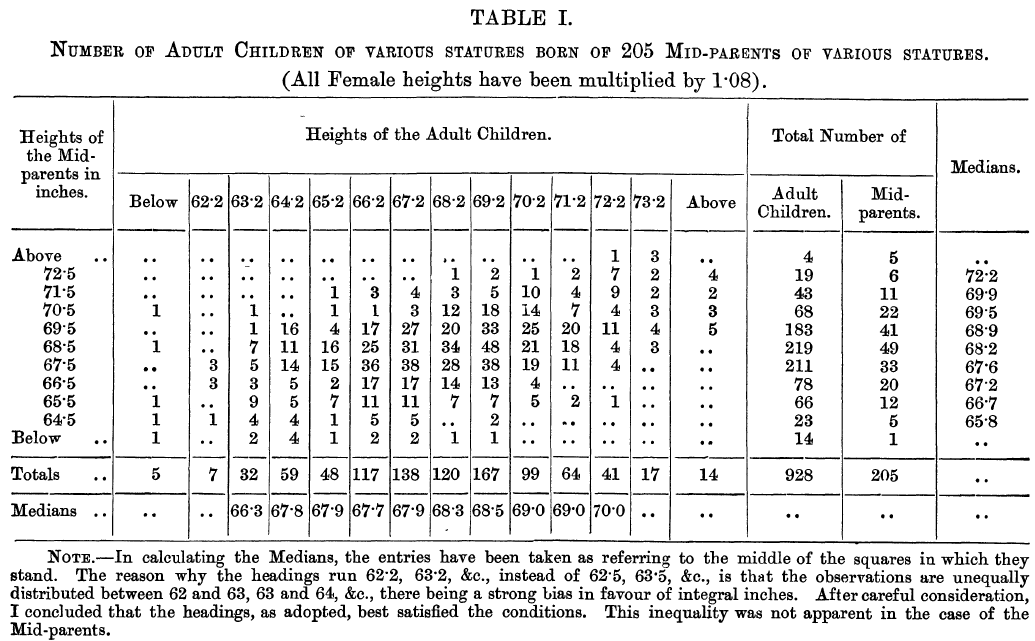 TABLE I.
NUMBER OF ADULT CHILDREN OF VARIOUS STATURES BORN OF 205 MID-PARENTS OF VARIOUS STATURES.
(All Female heights have been multiplied by 1·08).
Heights of the Mid-parents in inches. Heights of the Adult Children. Total Number of Medians.
Below 62·2 63·2 64·2 65·2 66·2 67·2 68·2 69·2 70·2 71·2 72·2 73·2 Above Adult Children. Mid-parents.
Above .. .. .. .. .. .. .. .. .. .. .. .. 1 3 .. 4 5 ..
72·5 .. .. .. .. .. .. .. 1 2 1 2 7 2 4 19 6 72·2
71·5 .. .. .. .. 1 3 4 3 5 10 4 9 2 2 43 11 69·9
70·5 1 .. 1 .. 1 1 3 12 18 14 7 4 3 3 68 22 69·5
69·5 .. .. 1 16 4 17 27 20 33 25 20 11 4 5 183 41 68·9
68·5 1 .. 7 11 16 25 31 34 48 21 18 4 3 .. 219 49 68·2
67·5 .. 3 5 14 15 36 38 28 38 19 11 4 .. .. 211 33 67·6
66·5 .. 3 3 5 2 17 17 14 13 4 .. .. .. .. 78 20 67·2
65·5 1 .. 9 5 7 11 11 7 7 5 2 1 .. .. 66 12 66·7
64·5 1 1 4 4 1 5 5 .. 2 .. .. .. .. .. 23 5 65·8
Below .. 1 .. 2 4 1 2 2 1 1 .. .. .. .. .. 14 1 ..
Totals .. 5 7 32 59 48 117 138 120 167 99 64 41 17 14 928 205 ..
Medians .. .. .. 66·3 67·8 67·9 67·7 67·9 68·3 68·5 69·0 69·0 70·0 .. .. .. .. ..
NOTE.—In calculating the Medians, the entries have been taken as referring to the middle of the squares in which they
stand. The reason why the headings run 62·2, 63·2, &c., instead of 62·5, 63·5, &c., is that the observations are unequally
distributed between 62 and 63, 63 and 64, &c., there being a strong bias in favour of integral inches. After careful consideration,
I concluded that the headings, as adopted, best satisfied the conditions. This inequality was not apparent in the case of the
Mid-parents.